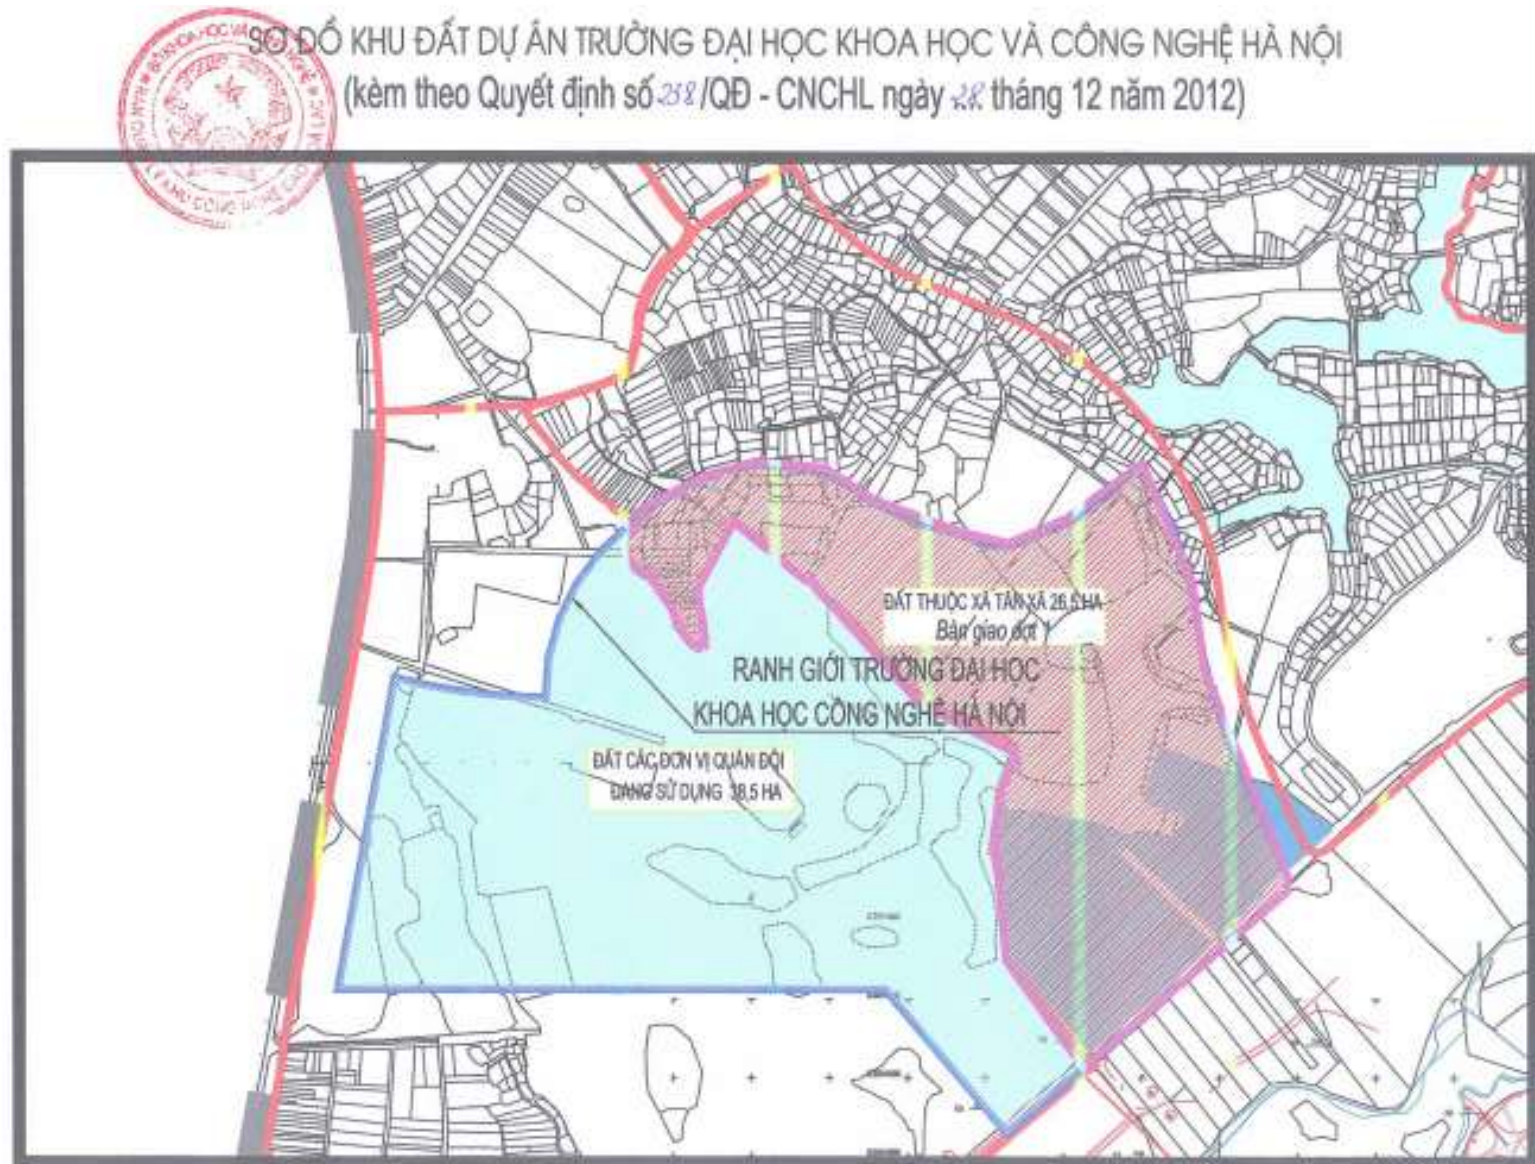 SƠ ĐỒ KHU ĐẤT DỰ ÁN TRƯỜNG ĐẠI HỌC KHOA HỌC VÀ CÔNG NGHỆ HÀ NỘI
(kèm theo Quyết định số 258/QĐ - CNCHL ngày 28 tháng 12 năm 2012)
ĐẤT THUỘC XÃ TÂN XÃ 26,5 HA
Bàn giao đợt 1
RANH GIỚI TRƯỜNG ĐẠI HỌC
KHOA HỌC CÔNG NGHỆ HÀ NỘI
ĐẤT CÁC ĐƠN VỊ QUÂN ĐỘI
ĐANG SỬ DỤNG 38,5 HA